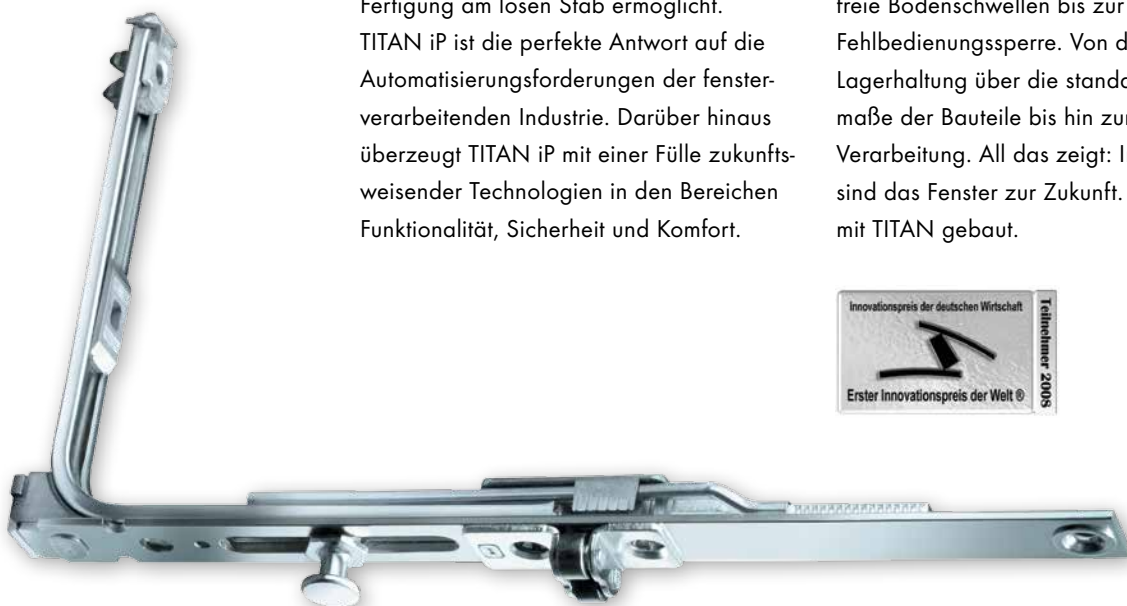 Fertigung am losen Stab ermöglicht.
TITAN iP ist die perfekte Antwort auf die
Automatisierungsforderungen der fenster-
verarbeitenden Industrie. Darüber hinaus
überzeugt TITAN iP mit einer Fülle zukunfts-
weisender Technologien in den Bereichen
Funktionalität, Sicherheit und Komfort.
freie Bodenschwellen bis zur
Fehlbedienungssperre. Von d
Lagerhaltung über die standa
maße der Bauteile bis hin zur
Verarbeitung. All das zeigt: I
sind das Fenster zur Zukunft.
mit TITAN gebaut.
Innovationspreis der deutschen Wirtschaft
Erster Innovationspreis der Welt ®
Teilnehmer 2008